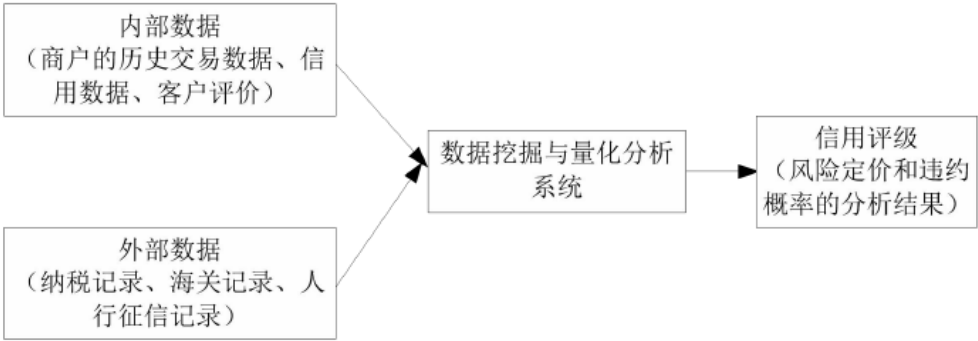 内部数据
（商户的历史交易数据、信
用数据、客户评价）
数据挖掘与量化分析
系统
信用评级
（风险定价和违约
概率的分析结果）
外部数据
（纳税记录、海关记录、人
行征信记录）